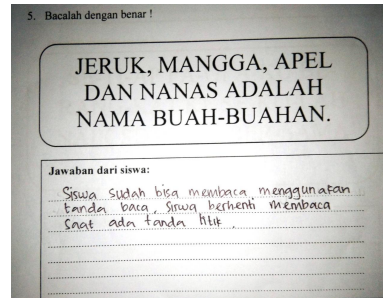 5. Bacalah dengan benar !
JERUK, MANGGA, APEL
DAN NANAS ADALAH
NAMA BUAH-BUAHAN.
Jawaban dari siswa:
Siswa sudah bisa membaca menggunakan
tanda baca, siswa berhenti membaca
saat ada tanda titik.